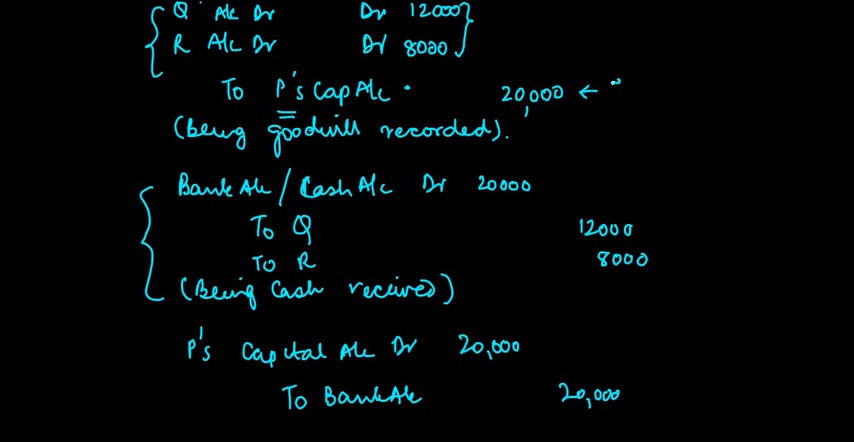 Q A/c Dr Dr 12000
R A/c Dr Dr 8000
To P's Cap A/c 20,000 ←
(Being goodwill recorded).
Bank A/c / Cash A/c Dr 20000
To Q 12000
To R 8000
(Being Cash received)
P's Capital A/c Dr 20,000
To Bank A/c 20,000